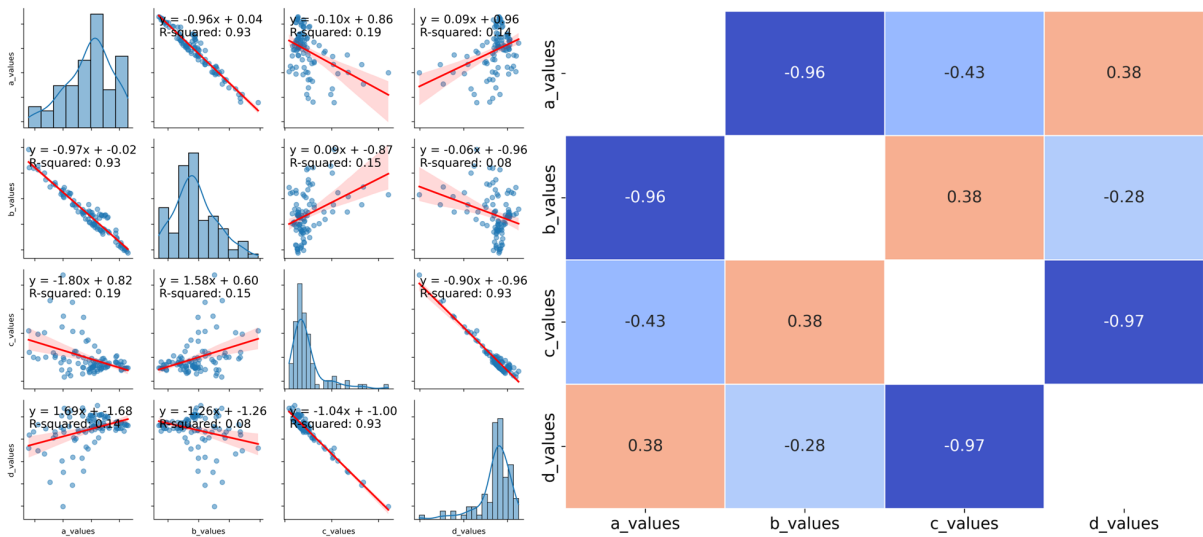 a_values
y = -0.96x + 0.04
R-squared: 0.93
y = -0.10x + 0.86
R-squared: 0.19
y = 0.09x + 0.96
R-squared: 0.14
b_values
y = -0.97x + -0.02
R-squared: 0.93
y = 0.09x + -0.87
R-squared: 0.15
y = -0.06x + -0.96
R-squared: 0.08
c_values
y = -1.80x + 0.82
R-squared: 0.19
y = 1.58x + 0.60
R-squared: 0.15
y = -0.90x + -0.96
R-squared: 0.93
d_values
y = 1.69x + -1.68
R-squared: 0.14
y = -1.26x + -1.26
R-squared: 0.08
y = -1.04x + -1.00
R-squared: 0.93
a_values
b_values
c_values
d_values
a_values
-0.96
-0.43
0.38
b_values
-0.96
0.38
-0.28
c_values
-0.43
0.38
-0.97
d_values
0.38
-0.28
-0.97
a_values
b_values
c_values
d_values